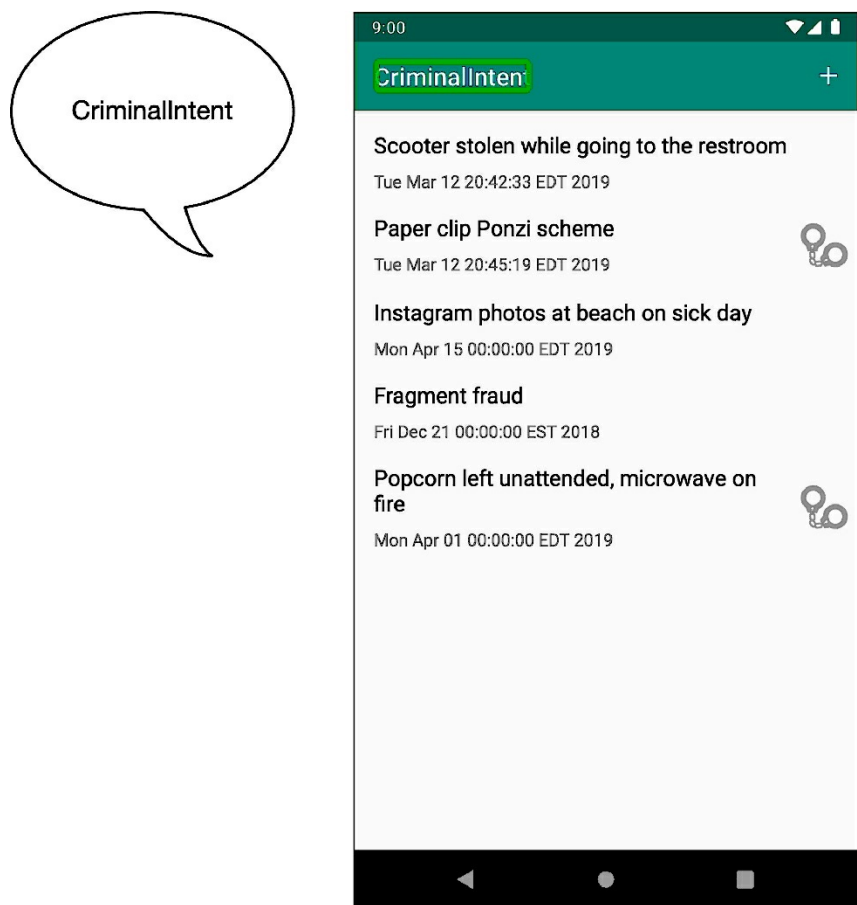 CriminalIntent
9:00
CriminalIntent
Scooter stolen while going to the restroom
Tue Mar 12 20:42:33 EDT 2019
Paper clip Ponzi scheme
Tue Mar 12 20:45:19 EDT 2019
Instagram photos at beach on sick day
Mon Apr 15 00:00:00 EDT 2019
Fragment fraud
Fri Dec 21 00:00:00 EST 2018
Popcorn left unattended, microwave on
fire
Mon Apr 01 00:00:00 EDT 2019